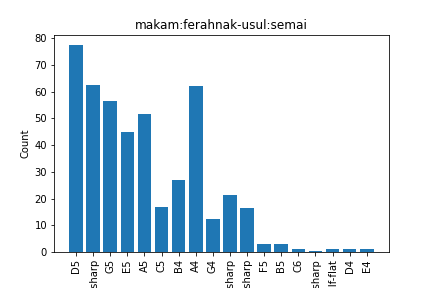 makam:ferahnak-usul:semai
80
70
60
50
40
30
20
10
0
Count
D5
sharp
G5
E5
A5
C5
B4
A4
G4
sharp
sharp
F5
B5
C6
sharp
lf-flat
D4
E4